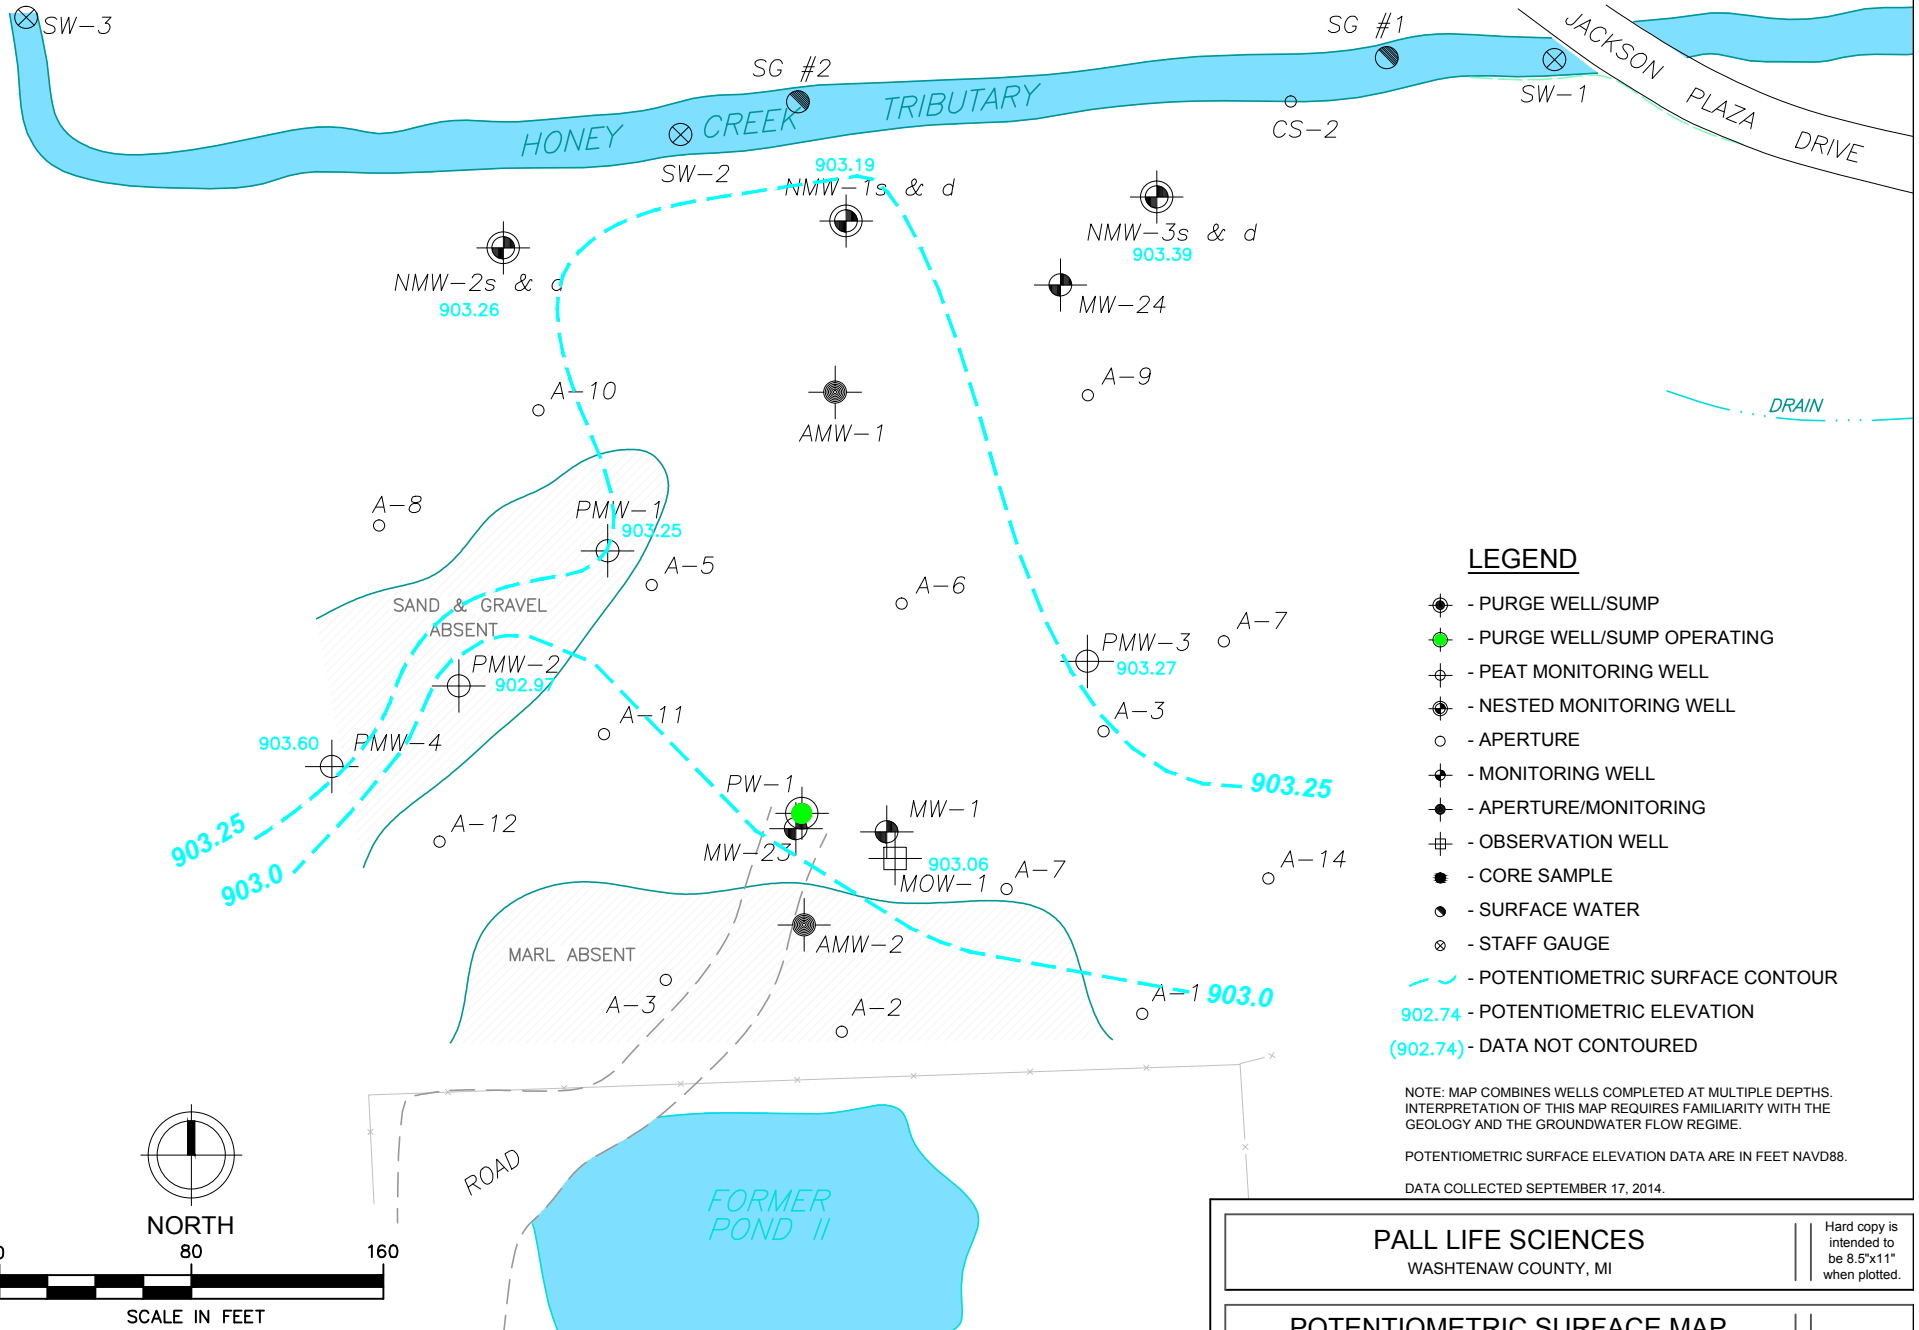 SW-3
SG #2
SG #1
JACKSON PLAZA DRIVE
SW-1
HONEY CREEK TRIBUTARY
CS-2
SW-2
903.19
NMW-1s & d
NMW-3s & d
903.39
NMW-2s & d
903.26
MW-24
A-10
A-9
AMW-1
DRAIN
A-8
PMW-1
903.25
A-5
A-6
SAND & GRAVEL
ABSENT
A-7
PMW-3
903.27
PMW-2
902.97
A-11
A-3
903.60
PMW-4
903.25
903.25
903.0
PW-1
MW-1
A-12
MW-23
903.06
MOW-1
A-7
A-14
AMW-2
MARL ABSENT
A-3
A-2
A-1
903.0
LEGEND
- PURGE WELL/SUMP
- PURGE WELL/SUMP OPERATING
- PEAT MONITORING WELL
- NESTED MONITORING WELL
- APERTURE
- MONITORING WELL
- APERTURE/MONITORING
- OBSERVATION WELL
- CORE SAMPLE
- SURFACE WATER
- STAFF GAUGE
- POTENTIOMETRIC SURFACE CONTOUR
902.74 - POTENTIOMETRIC ELEVATION
(902.74) - DATA NOT CONTOURED
NOTE: MAP COMBINES WELLS COMPLETED AT MULTIPLE DEPTHS.
INTERPRETATION OF THIS MAP REQUIRES FAMILIARITY WITH THE
GEOLOGY AND THE GROUNDWATER FLOW REGIME.
POTENTIOMETRIC SURFACE ELEVATION DATA ARE IN FEET NAVD88.
DATA COLLECTED SEPTEMBER 17, 2014.
ROAD
FORMER
POND II
NORTH
0 80 160
SCALE IN FEET
PALL LIFE SCIENCES
WASHTENAW COUNTY, MI
Hard copy is
intended to
be 8.5"x11"
when plotted.
POTENTIOMETRIC SURFACE MAP